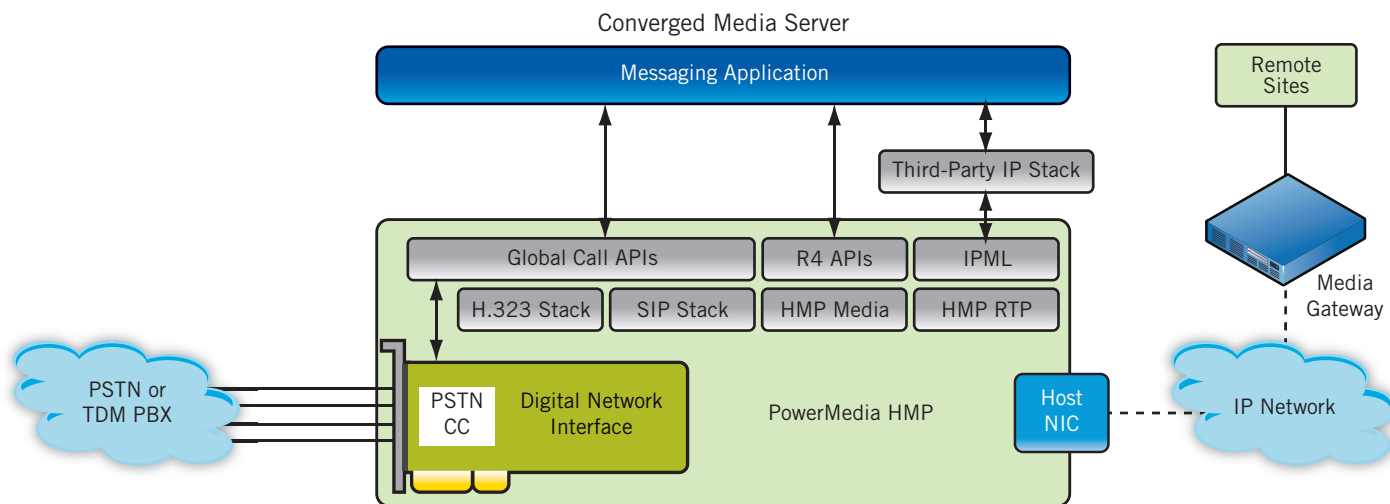 Converged Media Server
Messaging Application
Remote
Sites
Third-Party IP Stack
Global Call APIs
R4 APIs
IPML
Media
Gateway
H.323 Stack
SIP Stack
HMP Media
HMP RTP
PSTN or
TDM PBX
PSTN
CC
Digital Network
Interface
PowerMedia HMP
Host
NIC
IP Network